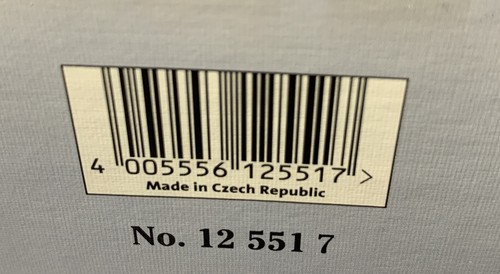 4 005556 125517 >
Made in Czech Republic
No. 12 551 7